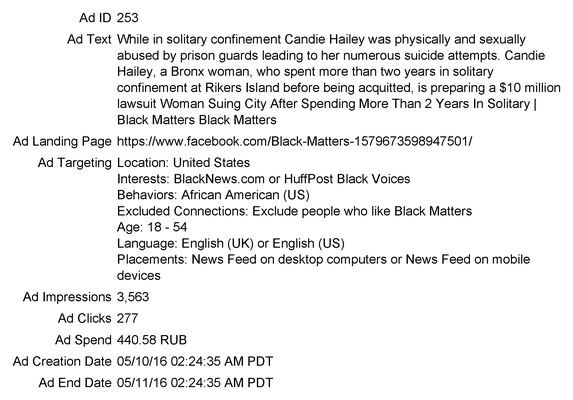 Ad ID 253
Ad Text While in solitary confinement Candie Hailey was physically and sexually
abused by prison guards leading to her numerous suicide attempts. Candie
Hailey, a Bronx woman, who spent more than two years in solitary
confinement at Rikers Island before being acquitted, is preparing a $10 million
lawsuit Woman Suing City After Spending More Than 2 Years In Solitary |
Black Matters Black Matters
Ad Landing Page https://www.facebook.com/Black-Matters-1579673598947501/
Ad Targeting Location: United States
Interests: BlackNews.com or HuffPost Black Voices
Behaviors: African American (US)
Excluded Connections: Exclude people who like Black Matters
Age: 18 - 54
Language: English (UK) or English (US)
Placements: News Feed on desktop computers or News Feed on mobile
devices
Ad Impressions 3,563
Ad Clicks 277
Ad Spend 440.58 RUB
Ad Creation Date 05/10/16 02:24:35 AM PDT
Ad End Date 05/11/16 02:24:35 AM PDT